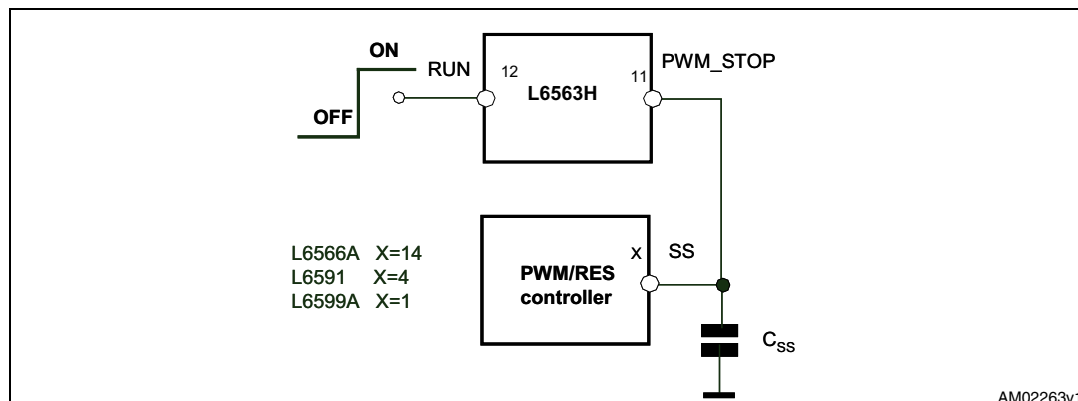 ON
OFF
RUN
12
L6563H
11
PWM_STOP
L6566A X=14
L6591 X=4
L6599A X=1
PWM/RES
controller
x
SS
CSS
AM02263v1